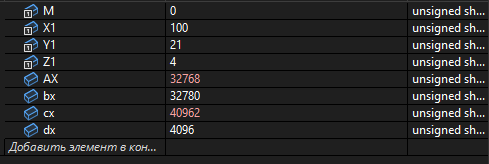 M 0 unsigned sh...
X1 100 unsigned sh...
Y1 21 unsigned sh...
Z1 4 unsigned sh...
AX 32768 unsigned sh...
bx 32780 unsigned sh...
cx 40962 unsigned sh...
dx 4096 unsigned sh...
Добавить элемент в кон...